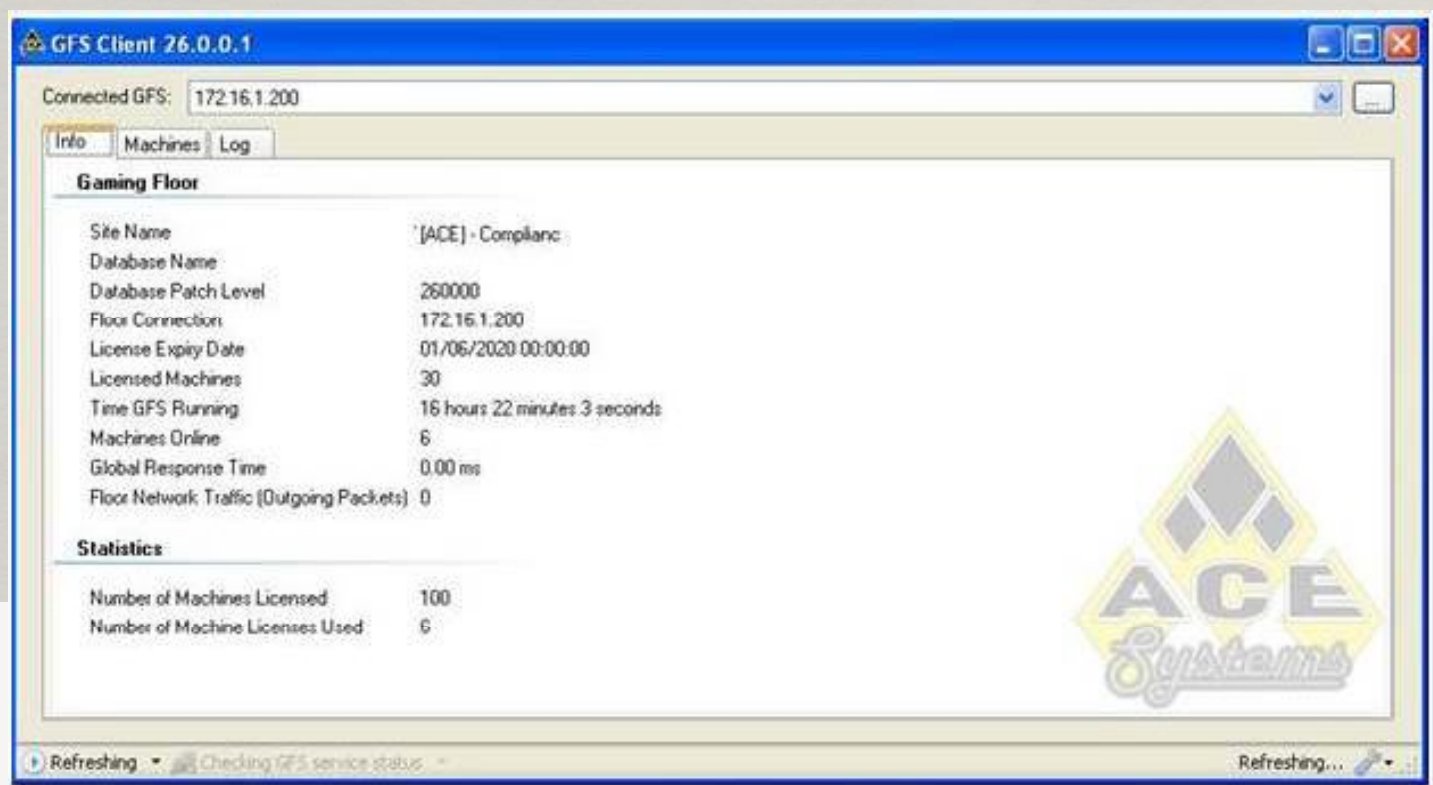 GFS Client 26.0.0.1
Connected GFS: 172.16.1.200 ...
Info Machines Log
Gaming Floor
Site Name `[ACE] - Complianc
Database Name
Database Patch Level 260000
Floor Connection 172.16.1.200
License Expiry Date 01/06/2020 00:00:00
Licensed Machines 30
Time GFS Running 16 hours 22 minutes 3 seconds
Machines Online 6
Global Response Time 0.00 ms
Floor Network Traffic (Outgoing Packets) 0
Statistics
Number of Machines Licensed 100
Number of Machine Licenses Used 6
ACE
Systems
Refreshing Checking GFS service status Refreshing...